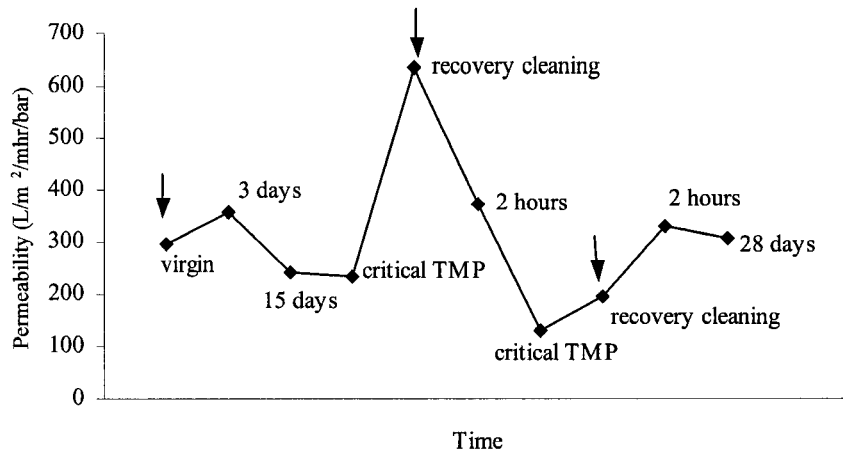 700
600
500
400
300
200
100
0
Permeability (L/m ²/mhr/bar)
virgin
3 days
15 days
critical TMP
recovery cleaning
2 hours
critical TMP
recovery cleaning
2 hours
28 days
Time